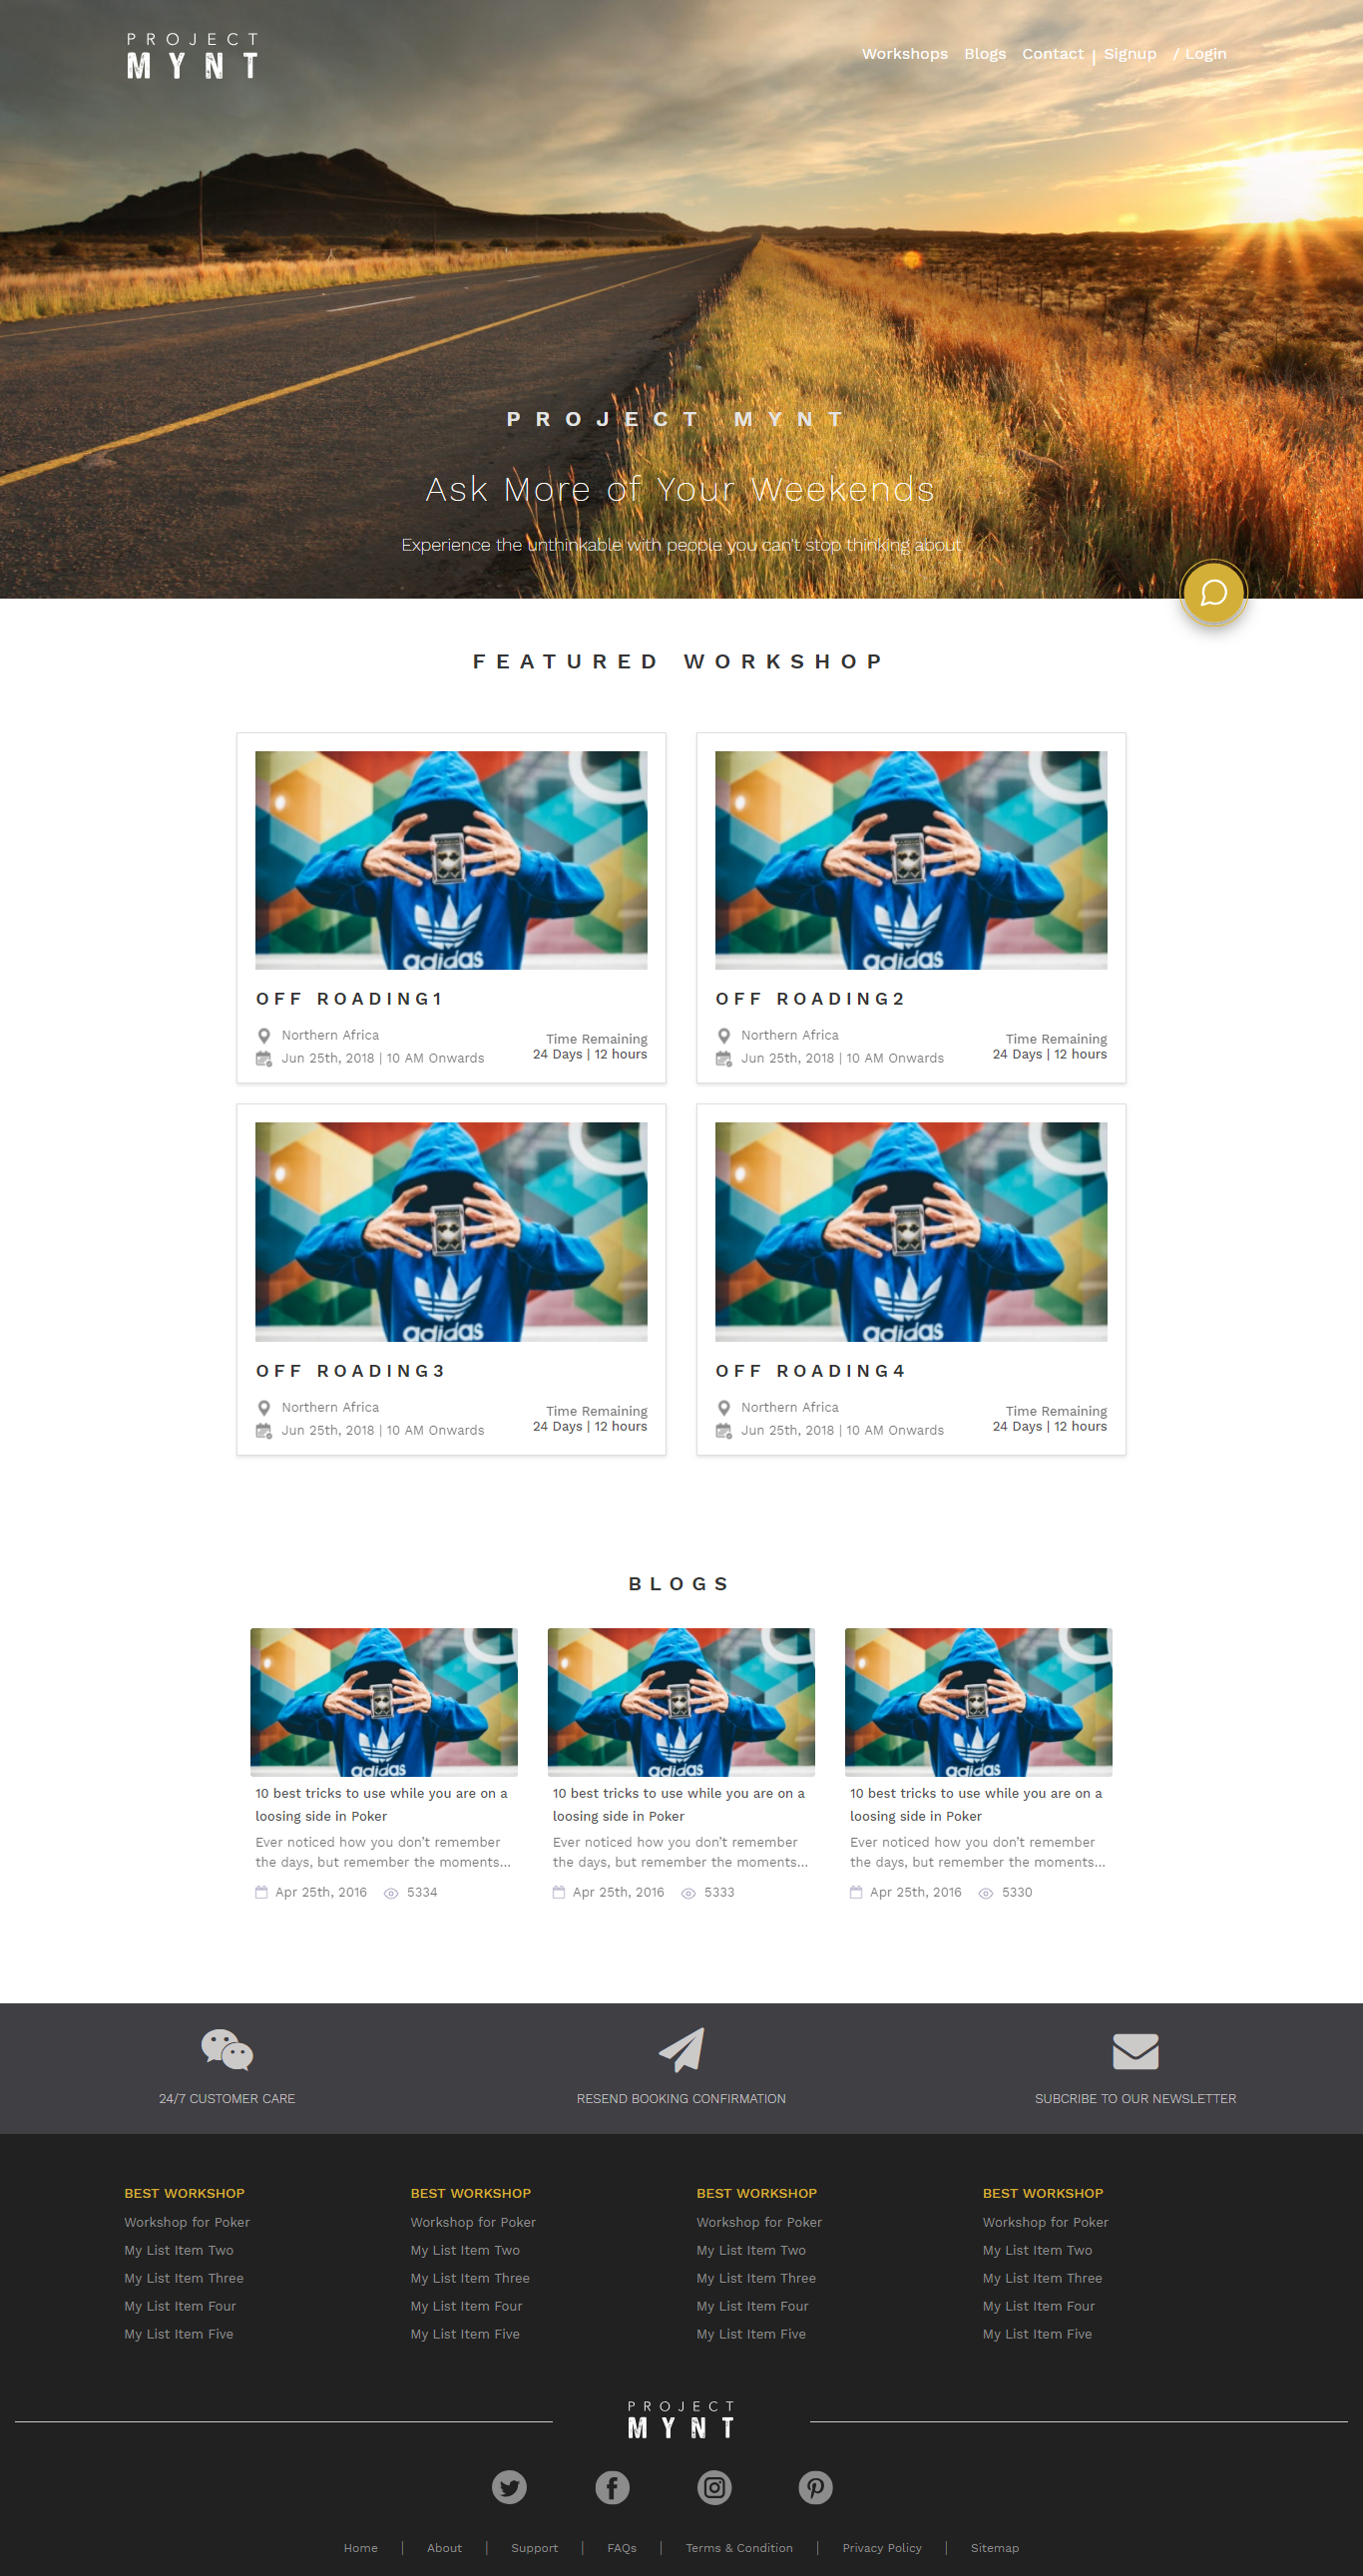 PROJECT
MYNT
Workshops Blogs Contact | Signup / Login
PROJECT MYNT
Ask More of Your Weekends
Experience the unthinkable with people you can't stop thinking about
FEATURED WORKSHOP
adidas
adidas
OFF ROADING1
Northern Africa
Jun 25th, 2018 | 10 AM Onwards
Time Remaining
24 Days | 12 hours
OFF ROADING2
Northern Africa
Jun 25th, 2018 | 10 AM Onwards
Time Remaining
24 Days | 12 hours
adidas
adidas
OFF ROADING3
Northern Africa
Jun 25th, 2018 | 10 AM Onwards
Time Remaining
24 Days | 12 hours
OFF ROADING4
Northern Africa
Jun 25th, 2018 | 10 AM Onwards
Time Remaining
24 Days | 12 hours
BLOGS
adidas
adidas
adidas
10 best tricks to use while you are on a
loosing side in Poker
Ever noticed how you don't remember
the days, but remember the moments...
Apr 25th, 2016 5334
10 best tricks to use while you are on a
loosing side in Poker
Ever noticed how you don't remember
the days, but remember the moments...
Apr 25th, 2016 5333
10 best tricks to use while you are on a
loosing side in Poker
Ever noticed how you don't remember
the days, but remember the moments...
Apr 25th, 2016 5330
24/7 CUSTOMER CARE
RESEND BOOKING CONFIRMATION
SUBCRIBE TO OUR NEWSLETTER
BEST WORKSHOP
Workshop for Poker
My List Item Two
My List Item Three
My List Item Four
My List Item Five
BEST WORKSHOP
Workshop for Poker
My List Item Two
My List Item Three
My List Item Four
My List Item Five
BEST WORKSHOP
Workshop for Poker
My List Item Two
My List Item Three
My List Item Four
My List Item Five
BEST WORKSHOP
Workshop for Poker
My List Item Two
My List Item Three
My List Item Four
My List Item Five
PROJECT
MYNT
Home | About | Support | FAQs | Terms & Condition | Privacy Policy | Sitemap